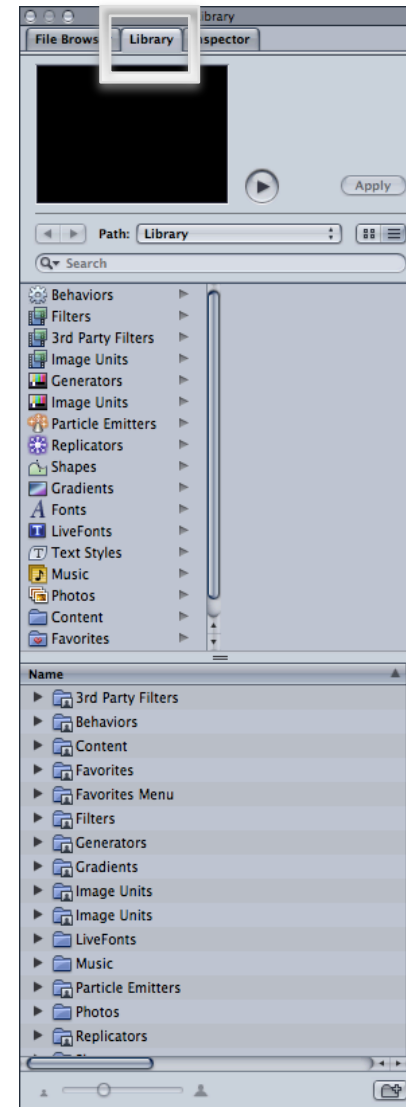 ibrary
File Brows Library spector
Apply
Path: Library
Search
Behaviors
Filters
3rd Party Filters
Image Units
Generators
Image Units
Particle Emitters
Replicators
Shapes
Gradients
Fonts
LiveFonts
Text Styles
Music
Photos
Content
Favorites
Name
3rd Party Filters
Behaviors
Content
Favorites
Favorites Menu
Filters
Generators
Gradients
Image Units
Image Units
LiveFonts
Music
Particle Emitters
Photos
Replicators